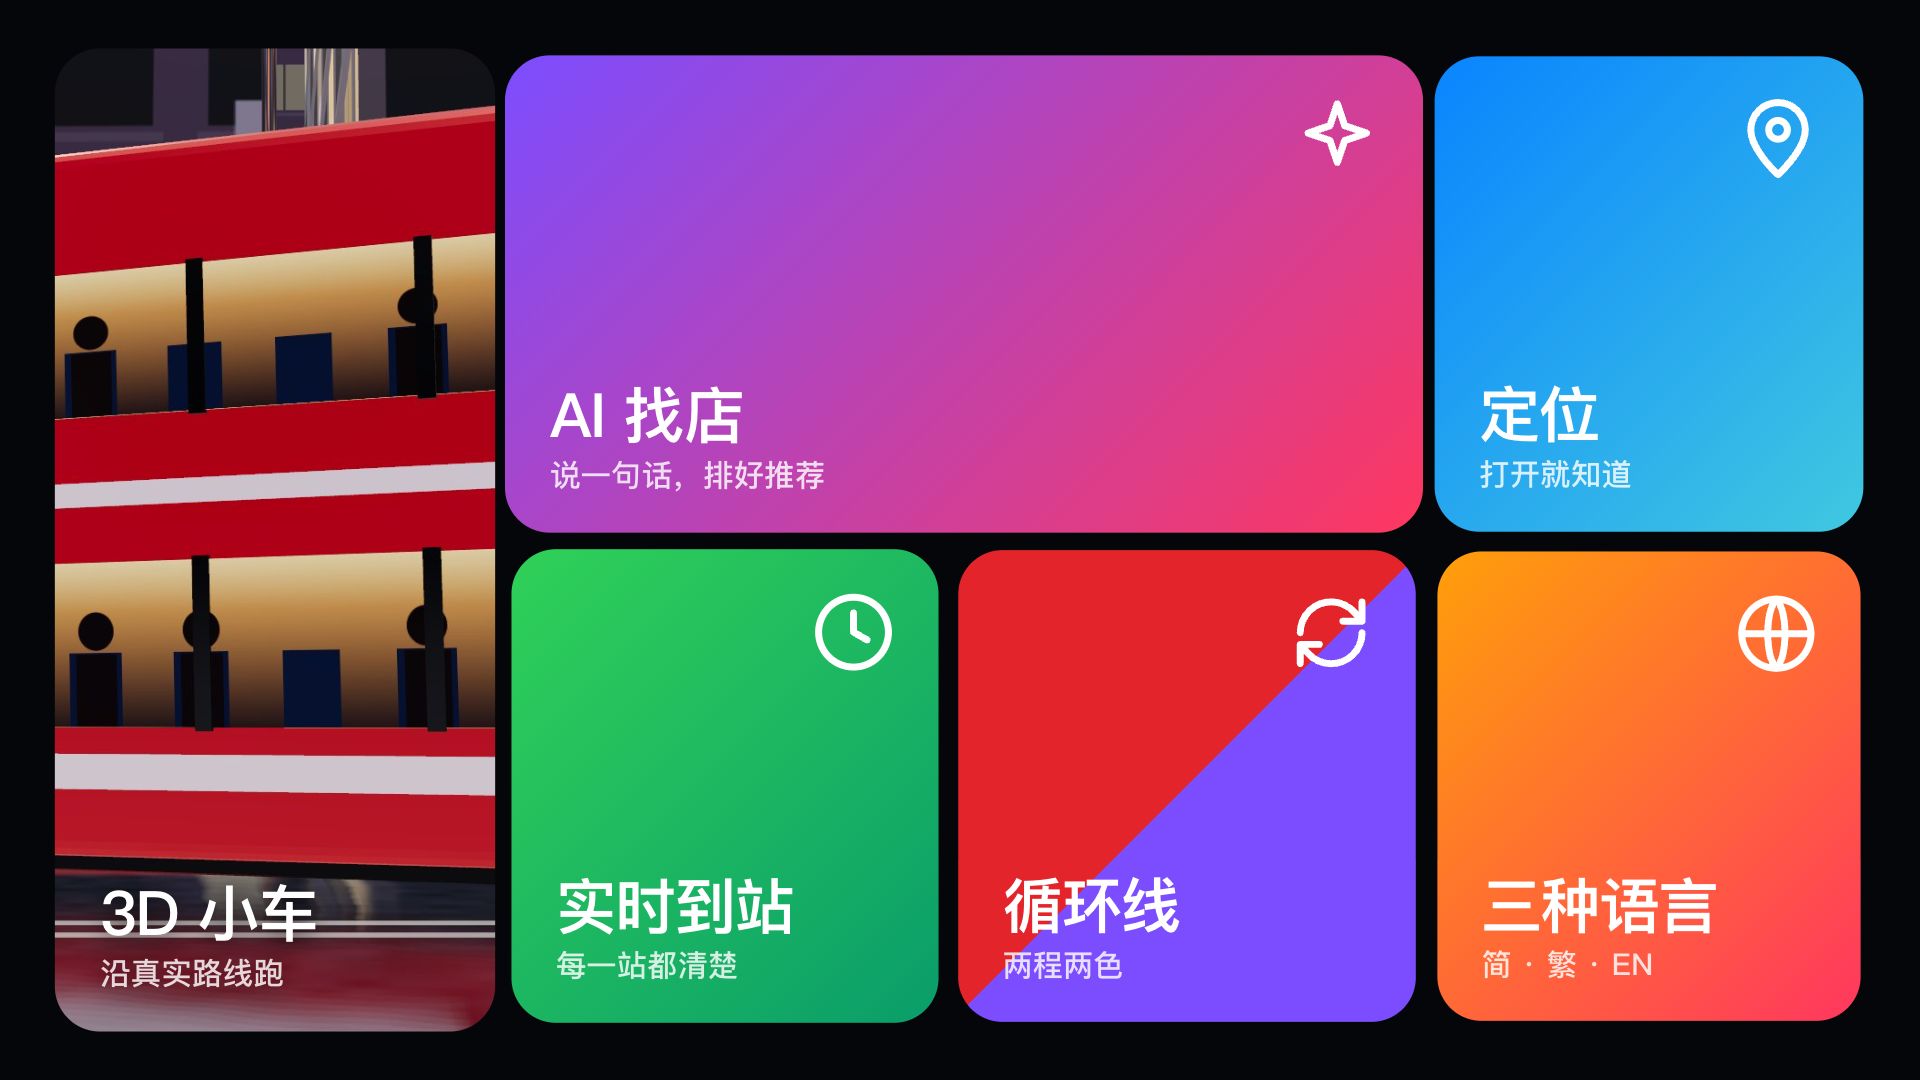 3D 小车
沿真实路线跑
AI 找店
说一句话，排好推荐
定位
打开就知道
实时到站
每一站都清楚
循环线
两程两色
三种语言
简 · 繁 · EN